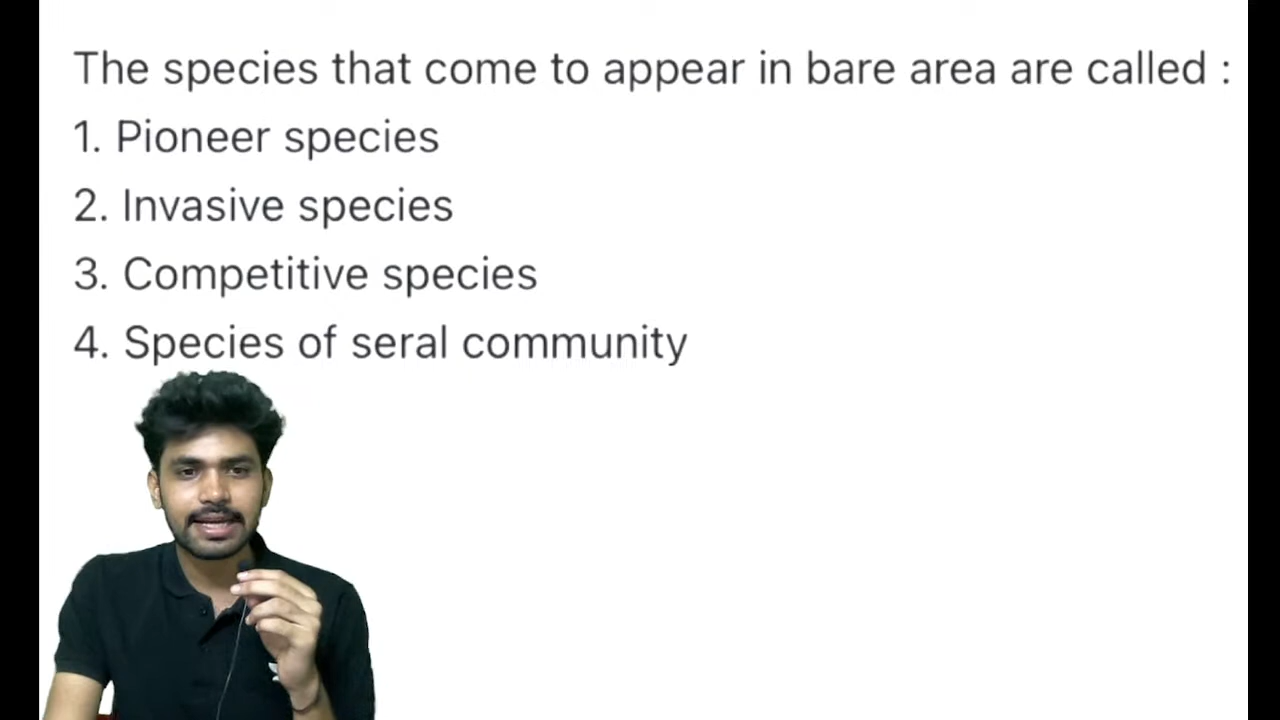 The species that come to appear in bare area are called :
1. Pioneer species
2. Invasive species
3. Competitive species
4. Species of seral community